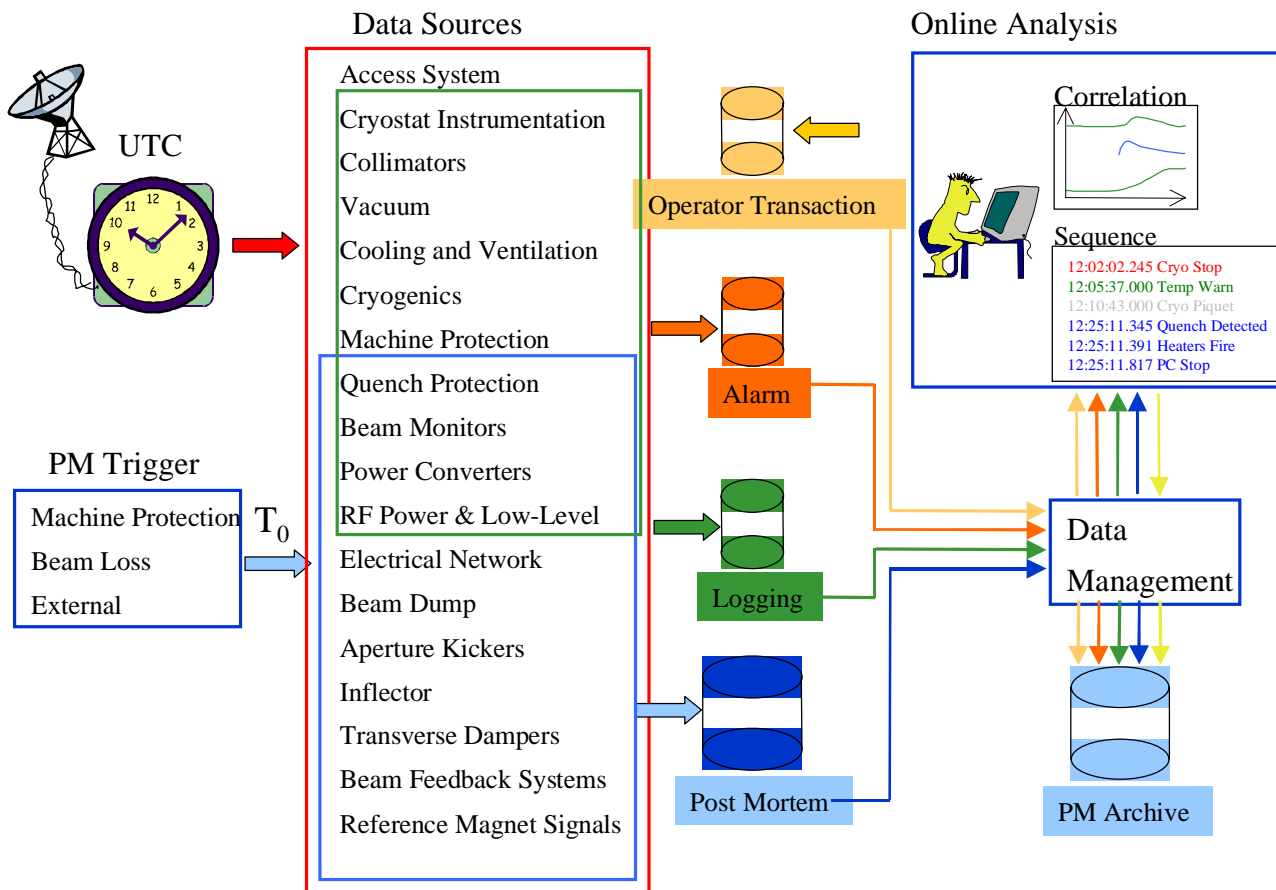 Data Sources
Online Analysis
UTC
12
1
2
3
4
5
6
7
8
9
10
11
PM Trigger
Machine Protection
Beam Loss
External
T0
Access System
Cryostat Instrumentation
Collimators
Vacuum
Cooling and Ventilation
Cryogenics
Machine Protection
Quench Protection
Beam Monitors
Power Converters
RF Power & Low-Level
Electrical Network
Beam Dump
Aperture Kickers
Inflector
Transverse Dampers
Beam Feedback Systems
Reference Magnet Signals
Operator Transaction
Alarm
Logging
Post Mortem
Correlation
Sequence
12:02:02.245 Cryo Stop
12:05:37.000 Temp Warn
12:10:43.000 Cryo Piquet
12:25:11.345 Quench Detected
12:25:11.391 Heaters Fire
12:25:11.817 PC Stop
Data
Management
PM Archive